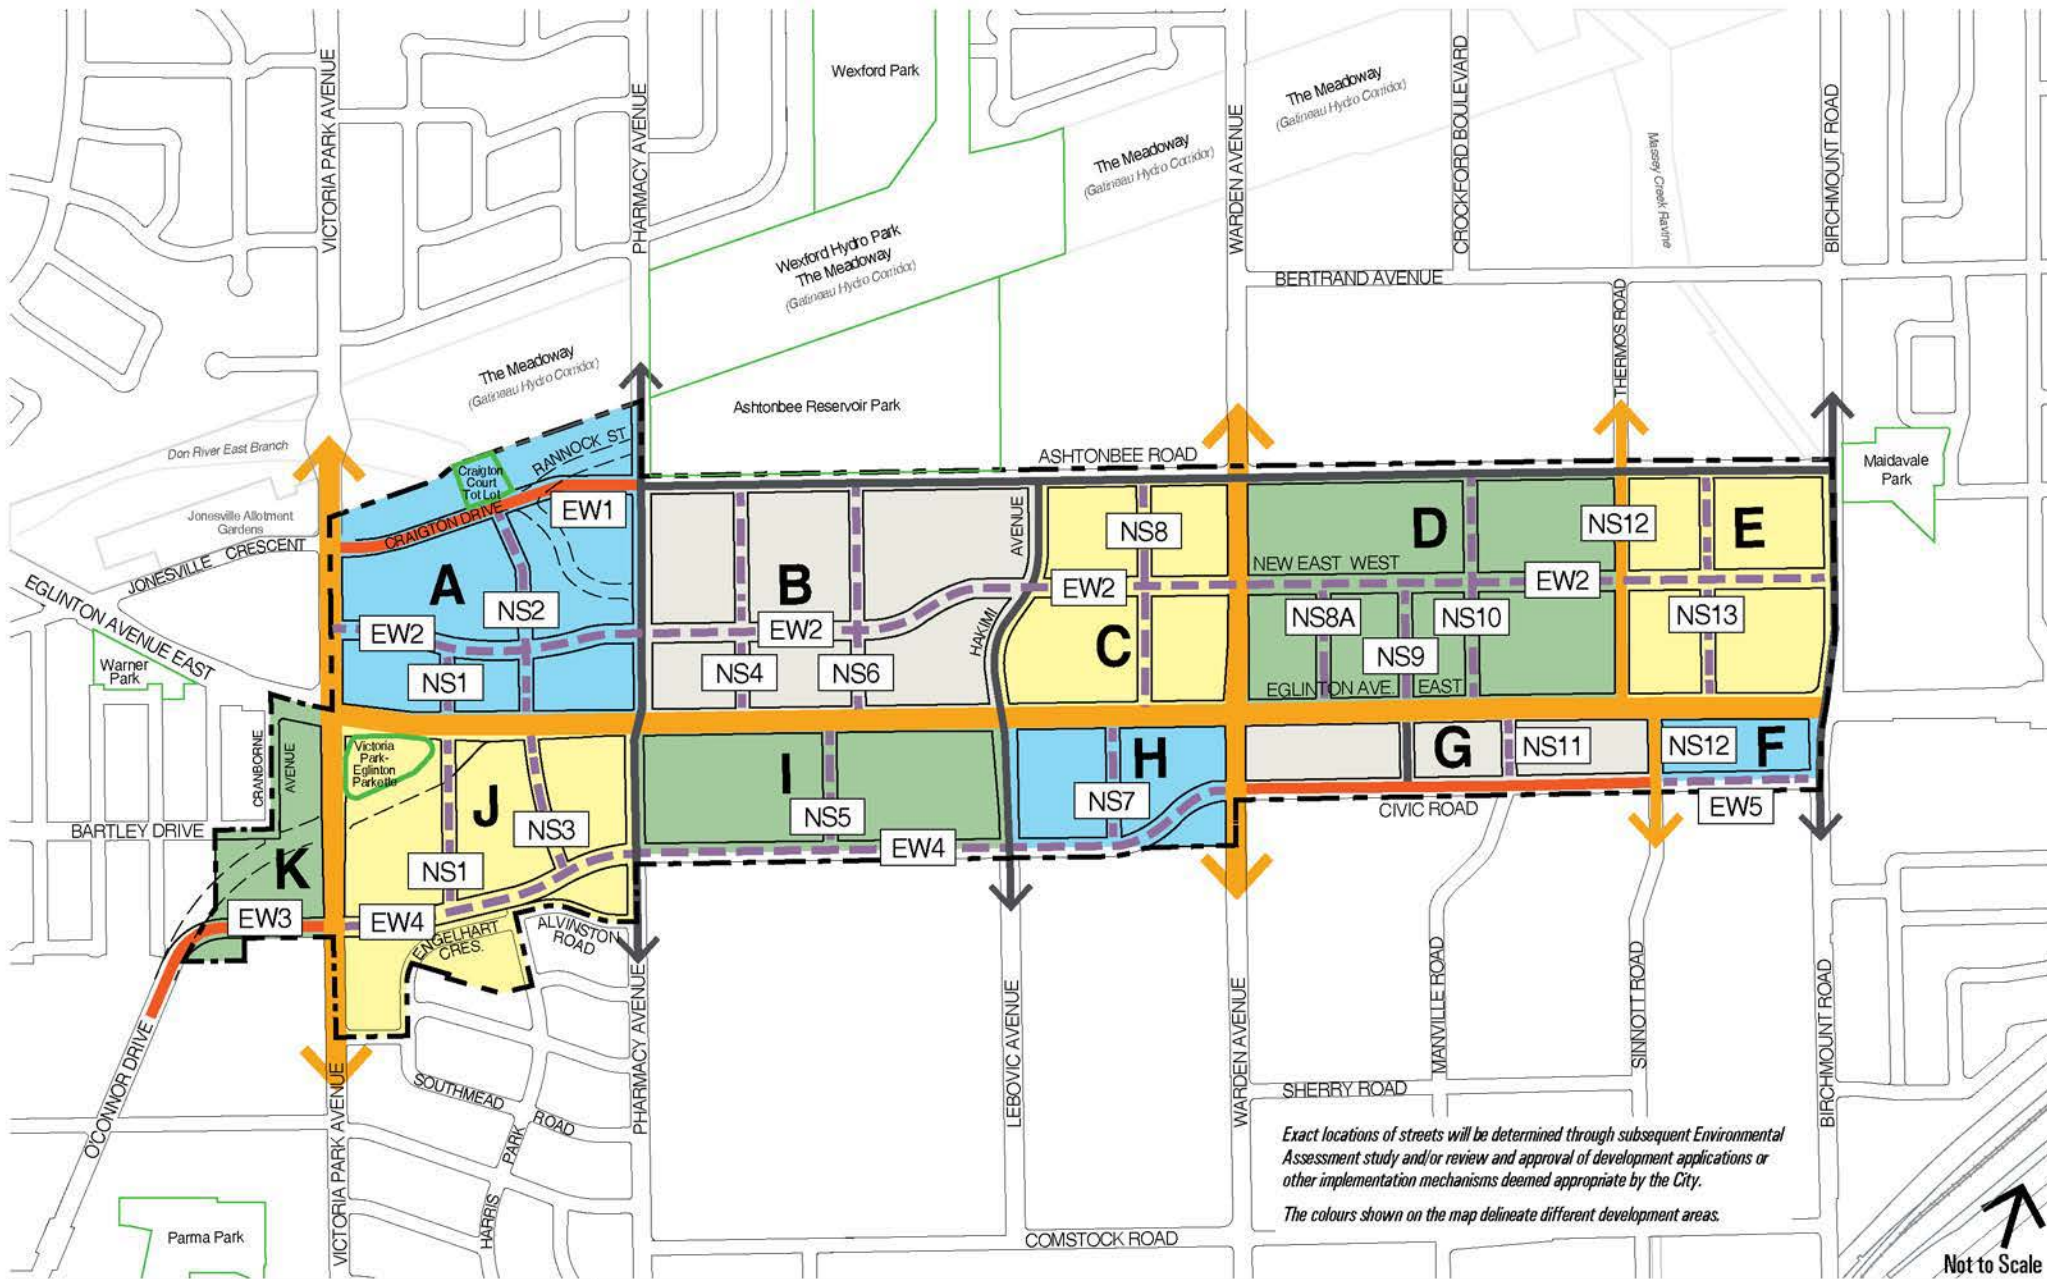 Wexford Park
The Meadoway
(Gatineau Hydro Corridor)
CROCKFORD BOULEVARD
VICTORIA PARK AVENUE
PHARMACY AVENUE
WARDEN AVENUE
BIRCHMOUNT ROAD
The Meadoway
(Gatineau Hydro Corridor)
Massey Creek Ravine
Wexford Hydro Park
The Meadoway
(Gatineau Hydro Corridor)
BERTRAND AVENUE
THERMOS ROAD
The Meadoway
(Gatineau Hydro Corridor)
Ashtonbee Reservoir Park
Don River East Branch
RANNOCK ST
ASHTONBEE ROAD
Maidavale
Park
Craigton
Court
Tot Lot
Jonesville Allotment
Gardens
CRAIGTON DRIVE
EW1
AVENUE
NS8
D
NS12
E
JONESVILLE CRESCENT
NEW EAST WEST
EGLINTON AVENUE EAST
A
B
EW2
EW2
NS2
NS8A
NS10
NS13
EW2
EW2
HAKIMI
C
NS9
Warner
Park
NS1
NS4
NS6
EGLINTON AVE. EAST
CRANBORNE
AVENUE
Victoria
Park-
Eglinton
Parkette
I
H
G
NS11
NS12
F
J
NS3
NS5
NS7
CIVIC ROAD
EW5
BARTLEY DRIVE
K
NS1
EW4
EW3
EW4
ENGELHART
CRES.
ALVINSTON
ROAD
O'CONNOR DRIVE
VICTORIA PARK AVENUE
PHARMACY AVENUE
LEBOVIC AVENUE
WARDEN AVENUE
MANVILLE ROAD
SINNOTT ROAD
BIRCHMOUNT ROAD
SOUTHMEAD ROAD
SHERRY ROAD
HARRIS PARK
Exact locations of streets will be determined through subsequent Environmental
Assessment study and/or review and approval of development applications or
other implementation mechanisms deemed appropriate by the City.
The colours shown on the map delineate different development areas.
Parma Park
COMSTOCK ROAD
Not to Scale